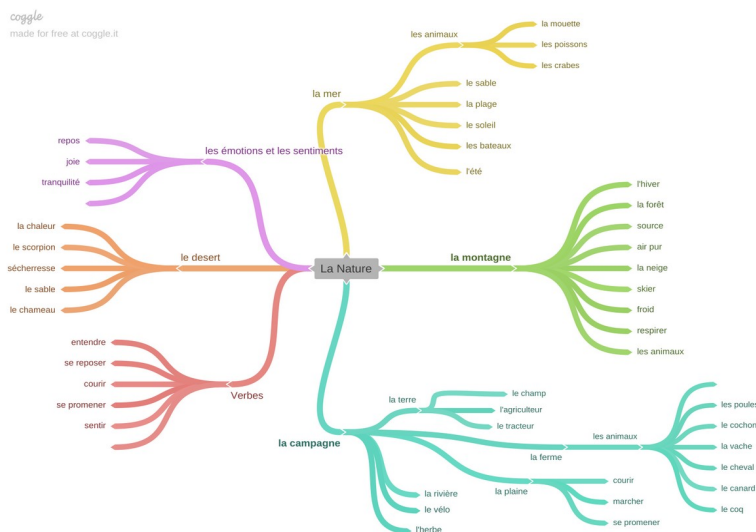 coggle
made for free at coggle.it
La Nature
la mer
les animaux
la mouette
les poissons
les crabes
le sable
la plage
le soleil
les bateaux
l'été
les émotions et les sentiments
repos
joie
tranquilité
le desert
la chaleur
le scorpion
sécherresse
le sable
le chameau
Verbes
entendre
se reposer
courir
se promener
sentir
la montagne
l'hiver
la forêt
source
air pur
la neige
skier
froid
respirer
les animaux
la campagne
la terre
le champ
l'agriculteur
le tracteur
la ferme
les animaux
les poules
le cochon
la vache
le cheval
le canard
le coq
la plaine
courir
marcher
se promener
la rivière
le vélo
l'herbe